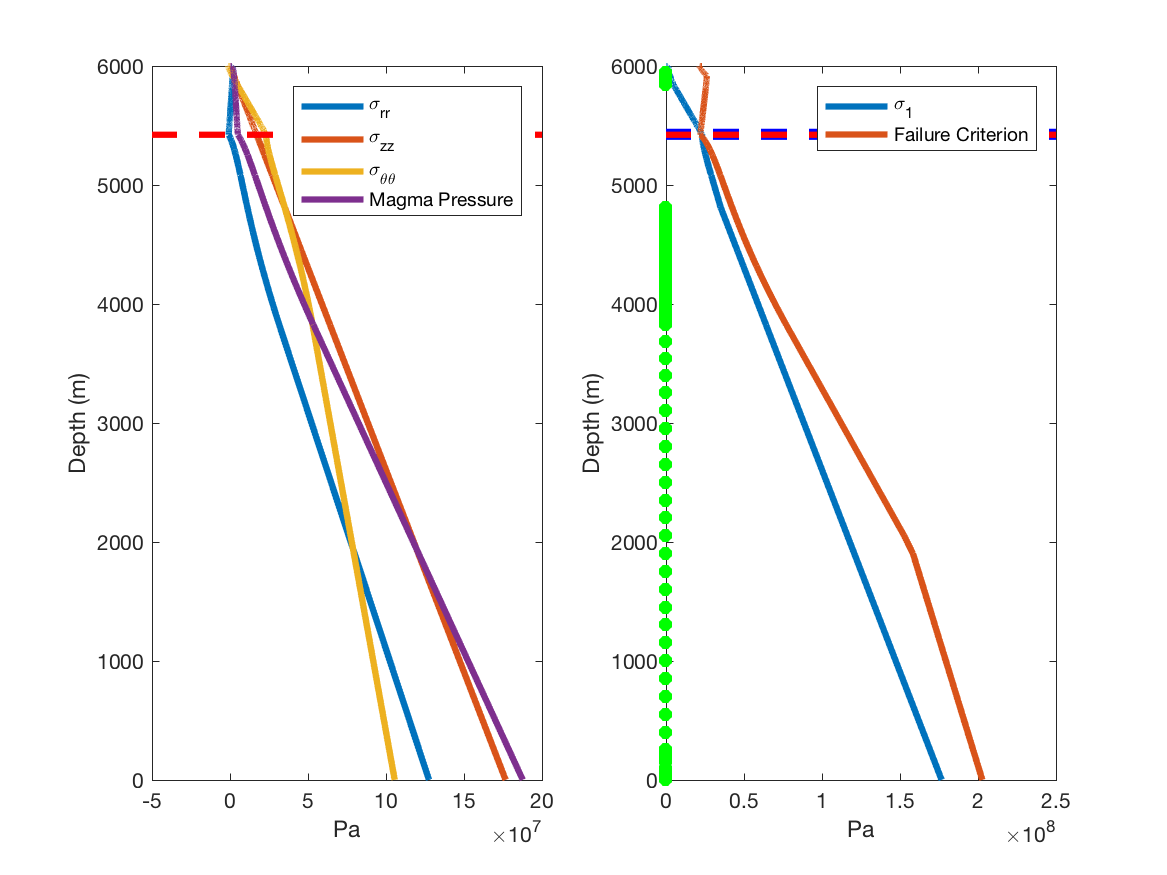 6000
5000
4000
3000
2000
1000
0
Depth (m)
-5 0 5 10 15 20
Pa
×10^7
σ_rr
σ_zz
σ_θθ
Magma Pressure
6000
5000
4000
3000
2000
1000
0
Depth (m)
0 0.5 1 1.5 2 2.5
Pa
×10^8
σ_1
Failure Criterion